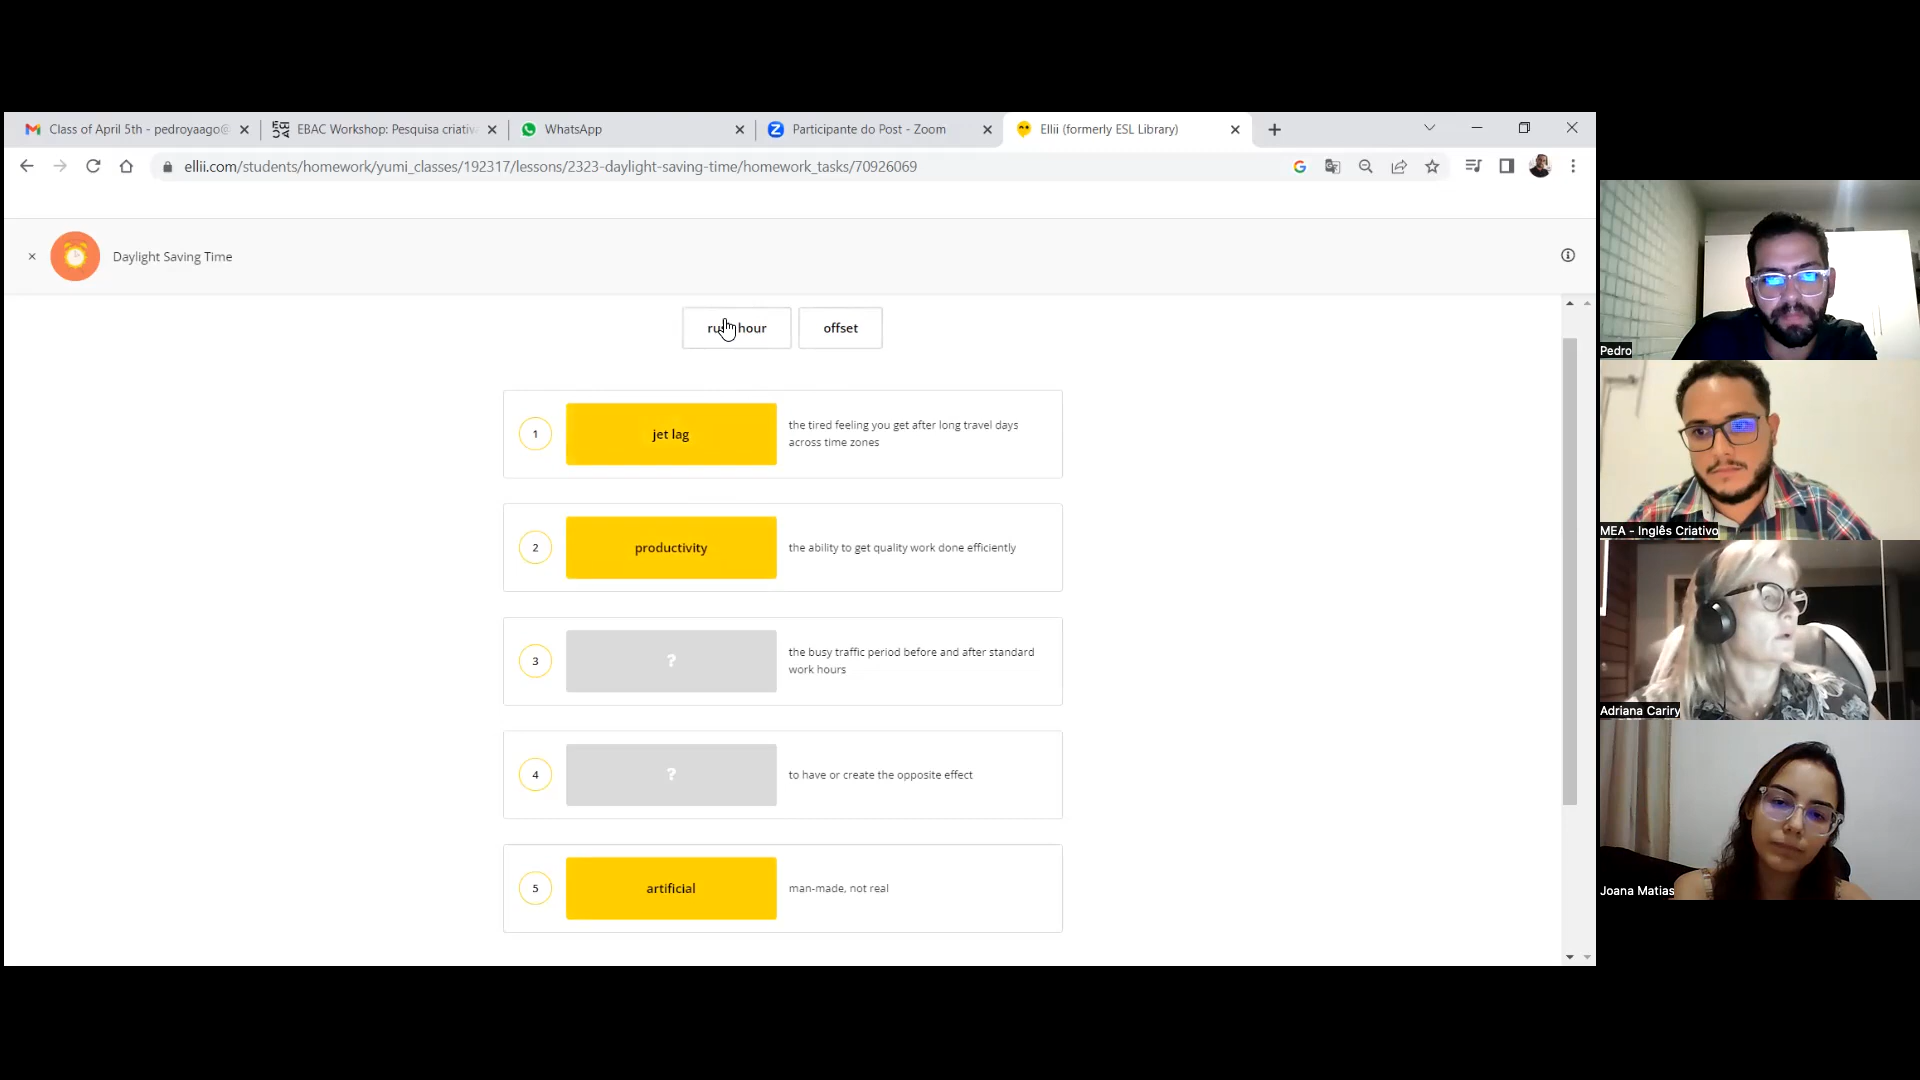 Class of April 5th - pedroyaago@
EBAC Workshop: Pesquisa criativ
WhatsApp
Participante do Post - Zoom
Ellii (formerly ESL Library)
ellii.com/students/homework/yumi_classes/192317/lessons/2323-daylight-saving-time/homework_tasks/70926069
Daylight Saving Time
hour
offset
1
jet lag
the tired feeling you get after long travel days
across time zones
2
productivity
the ability to get quality work done efficiently
3
?
the busy traffic period before and after standard
work hours
4
?
to have or create the opposite effect
5
artificial
man-made, not real
Pedro
MEA - Inglês Criativo
Adriana Cariry
Joana Matias